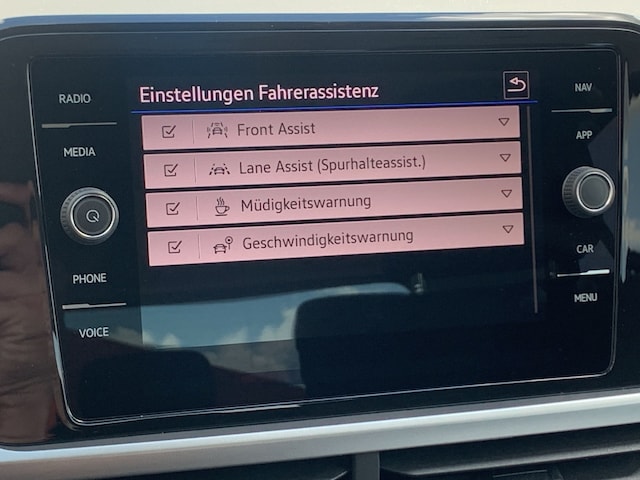 Einstellungen Fahrerassistenz
Front Assist
Lane Assist (Spurhalteassist.)
Müdigkeitswarnung
Geschwindigkeitswarnung
RADIO
MEDIA
PHONE
VOICE
NAV
APP
CAR
MENU